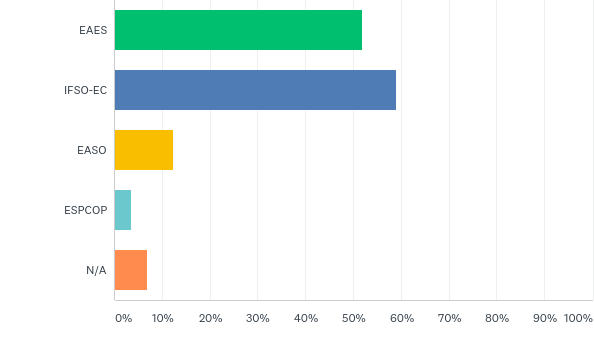 EAES
IFSO-EC
EASO
ESPCOP
N/A
0% 10% 20% 30% 40% 50% 60% 70% 80% 90% 100%